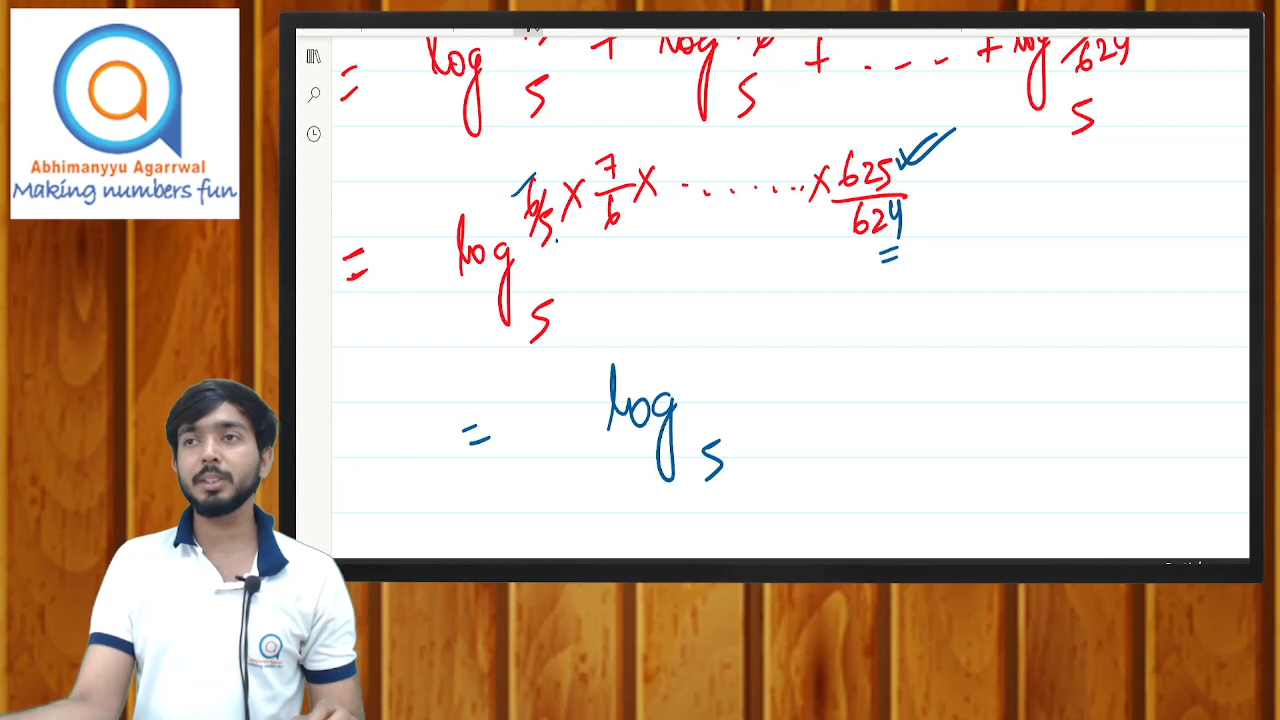 = log 5 + log 5 + . - - - + log 624 5
Abhimanyyu Agarrwal
Making numbers fun
= log 5 6/5 × 7/6 × ........ × 625/624
= log 5